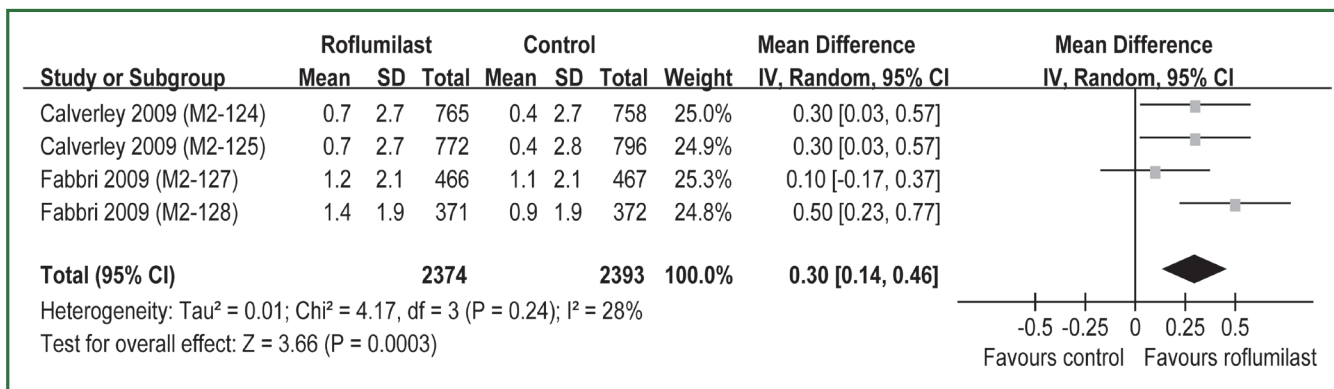 Roflumilast Control Mean Difference Mean Difference
Study or Subgroup Mean SD Total Mean SD Total Weight IV, Random, 95% CI IV, Random, 95% CI
Calverley 2009 (M2-124) 0.7 2.7 765 0.4 2.7 758 25.0% 0.30 [0.03, 0.57]
Calverley 2009 (M2-125) 0.7 2.7 772 0.4 2.8 796 24.9% 0.30 [0.03, 0.57]
Fabbri 2009 (M2-127) 1.2 2.1 466 1.1 2.1 467 25.3% 0.10 [-0.17, 0.37]
Fabbri 2009 (M2-128) 1.4 1.9 371 0.9 1.9 372 24.8% 0.50 [0.23, 0.77]
Total (95% CI) 2374 2393 100.0% 0.30 [0.14, 0.46]
Heterogeneity: Tau² = 0.01; Chi² = 4.17, df = 3 (P = 0.24); I² = 28%
Test for overall effect: Z = 3.66 (P = 0.0003)
-0.5 -0.25 0 0.25 0.5
Favours control Favours roflumilast